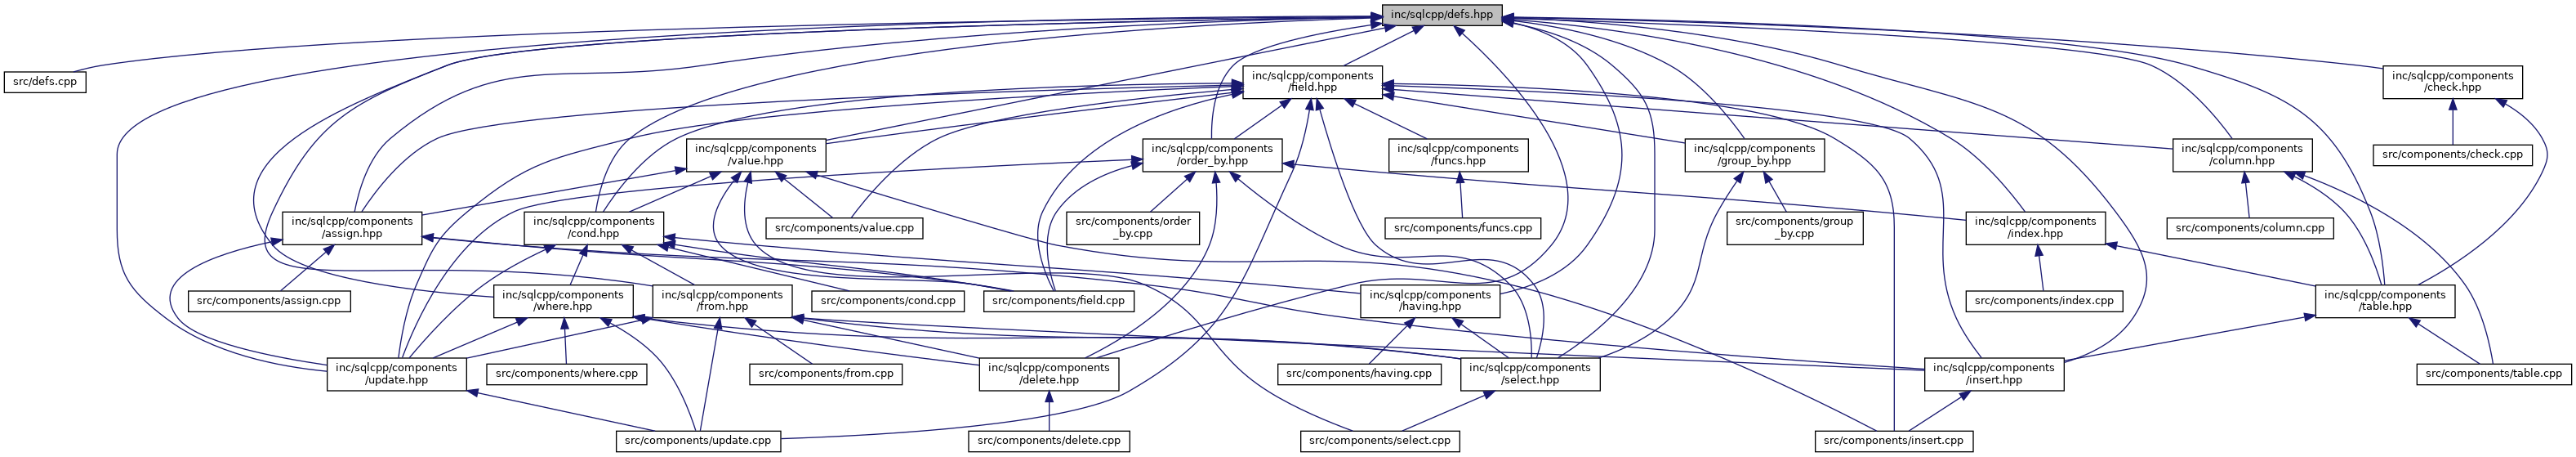 inc/sqlcpp/defs.hpp
src/defs.cpp
inc/sqlcpp/components
/field.hpp
inc/sqlcpp/components
/check.hpp
inc/sqlcpp/components
/value.hpp
inc/sqlcpp/components
/order_by.hpp
inc/sqlcpp/components
/funcs.hpp
inc/sqlcpp/components
/group_by.hpp
inc/sqlcpp/components
/column.hpp
src/components/check.cpp
inc/sqlcpp/components
/assign.hpp
inc/sqlcpp/components
/cond.hpp
src/components/value.cpp
src/components/order
_by.cpp
src/components/funcs.cpp
src/components/group
_by.cpp
inc/sqlcpp/components
/index.hpp
src/components/column.cpp
src/components/assign.cpp
inc/sqlcpp/components
/where.hpp
inc/sqlcpp/components
/from.hpp
src/components/cond.cpp
src/components/field.cpp
inc/sqlcpp/components
/having.hpp
src/components/index.cpp
inc/sqlcpp/components
/table.hpp
inc/sqlcpp/components
/update.hpp
src/components/where.cpp
src/components/from.cpp
inc/sqlcpp/components
/delete.hpp
src/components/having.cpp
inc/sqlcpp/components
/select.hpp
inc/sqlcpp/components
/insert.hpp
src/components/table.cpp
src/components/update.cpp
src/components/delete.cpp
src/components/select.cpp
src/components/insert.cpp